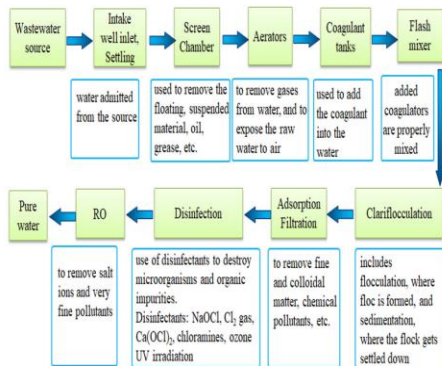 Wastewater
source
Intake
well inlet,
Settling
Screen
Chamber
Aerators
Coagulant
tanks
Flash
mixer
water admitted
from the source
used to remove the
floating, suspended
material, oil,
grease, etc.
to remove gases
from water, and to
expose the raw
water to air
used to add
the coagulant
into the
water
added
coagulators
are properly
mixed
Pure
water
RO
Disinfection
Adsorption
Filtration
Clariflocculation
to remove salt
ions and very
fine pollutants
use of disinfectants to destroy
microorganisms and organic
impurities.
Disinfectants: NaOCl, Cl₂ gas,
Ca(OCl)₂, chloramines, ozone
UV irradiation
to remove fine
and colloidal
matter, chemical
pollutants, etc.
includes
flocculation, where
floc is formed, and
sedimentation,
where the flock gets
settled down